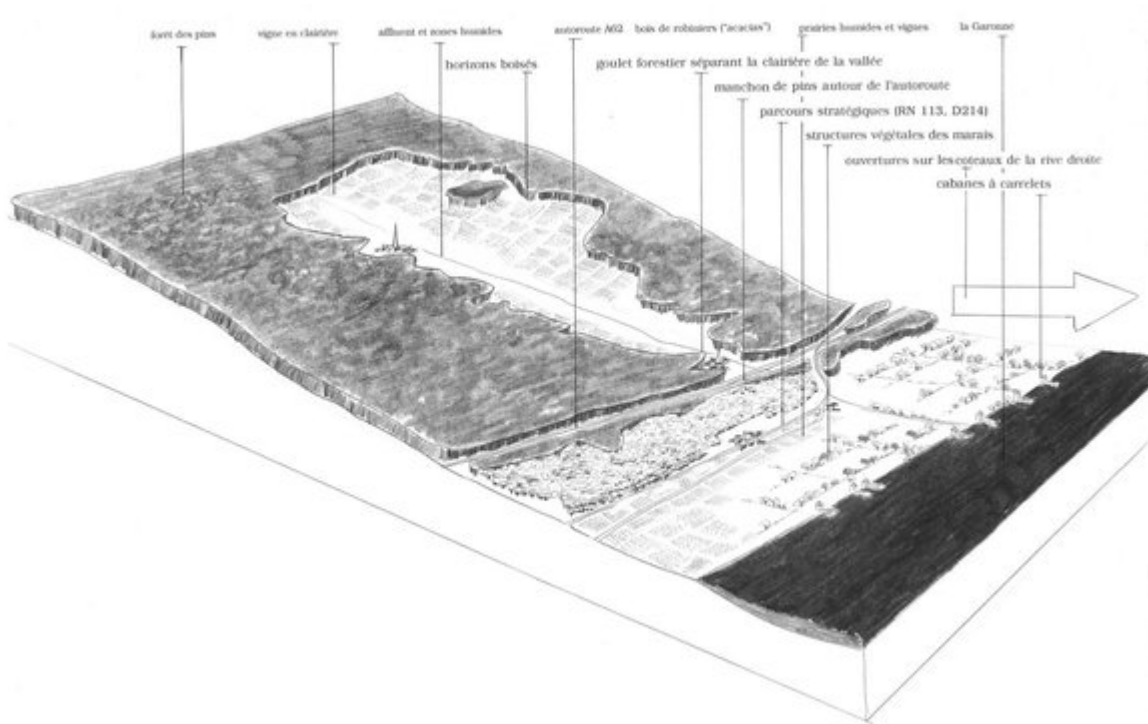 forêt des pins vigne en clairière affluent et zones humides autoroute A62 bois de robiniers ("acacias") prairies humides et vignes la Garonne
horizons boisés goulet forestier séparant la clairière de la vallée
manchon de pins autour de l'autoroute
parcours stratégiques (RN 113, D214)
structures végétales des marais
ouvertures sur les coteaux de la rive droite
cabanes à carrelets